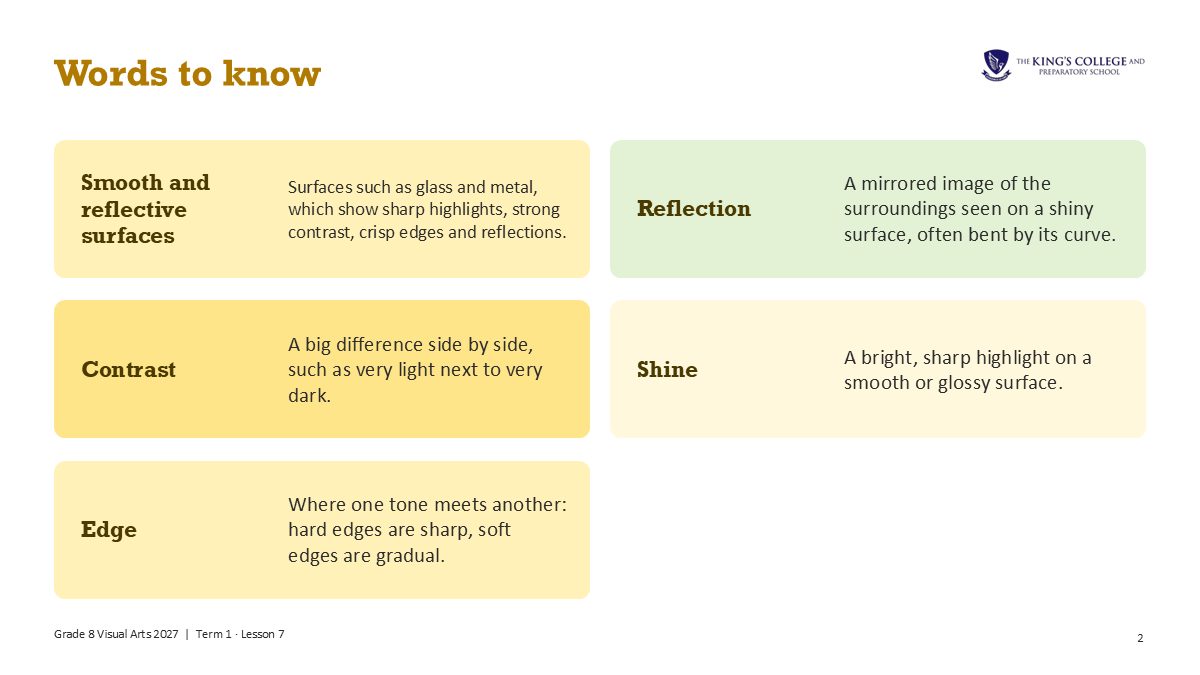 Words to know
THE KING'S COLLEGE AND
PREPARATORY SCHOOL
Smooth and
reflective
surfaces
Surfaces such as glass and metal,
which show sharp highlights, strong
contrast, crisp edges and reflections.
Reflection
A mirrored image of the
surroundings seen on a shiny
surface, often bent by its curve.
Contrast
A big difference side by side,
such as very light next to very
dark.
Shine
A bright, sharp highlight on a
smooth or glossy surface.
Edge
Where one tone meets another:
hard edges are sharp, soft
edges are gradual.
Grade 8 Visual Arts 2027 | Term 1 · Lesson 7
2